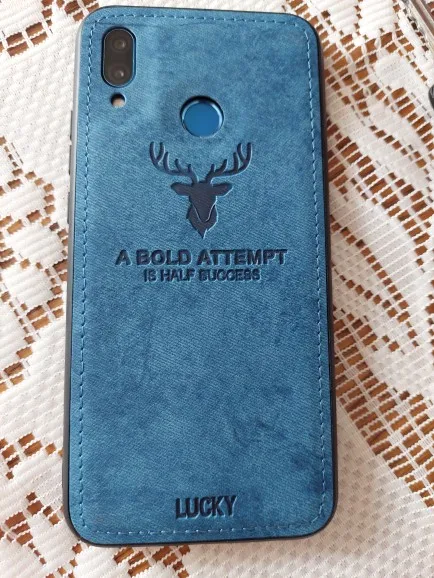 A BOLD ATTEMPT
IS HALF SUCCESS
LUCKY